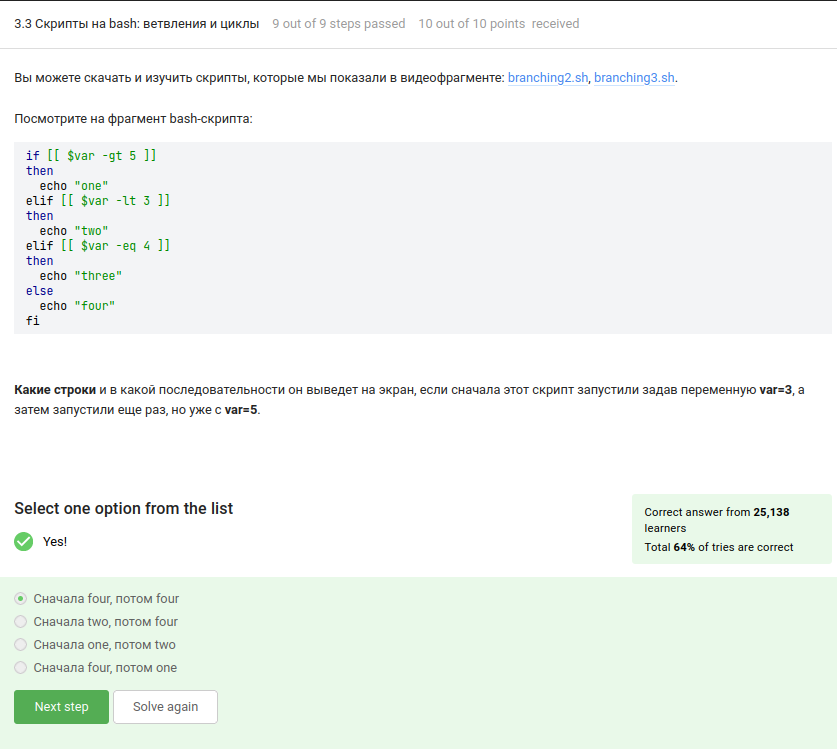 3.3 Скрипты на bash: ветвления и циклы 9 out of 9 steps passed 10 out of 10 points received
Вы можете скачать и изучить скрипты, которые мы показали в видеофрагменте: branching2.sh, branching3.sh.
Посмотрите на фрагмент bash-скрипта:
if [[ $var -gt 5 ]]
then
  echo "one"
elif [[ $var -lt 3 ]]
then
  echo "two"
elif [[ $var -eq 4 ]]
then
  echo "three"
else
  echo "four"
fi
Какие строки и в какой последовательности он выведет на экран, если сначала этот скрипт запустили задав переменную var=3, а
затем запустили еще раз, но уже с var=5.
Select one option from the list
Yes!
Correct answer from 25,138
learners
Total 64% of tries are correct
Сначала four, потом four
Сначала two, потом four
Сначала one, потом two
Сначала four, потом one
Next step Solve again